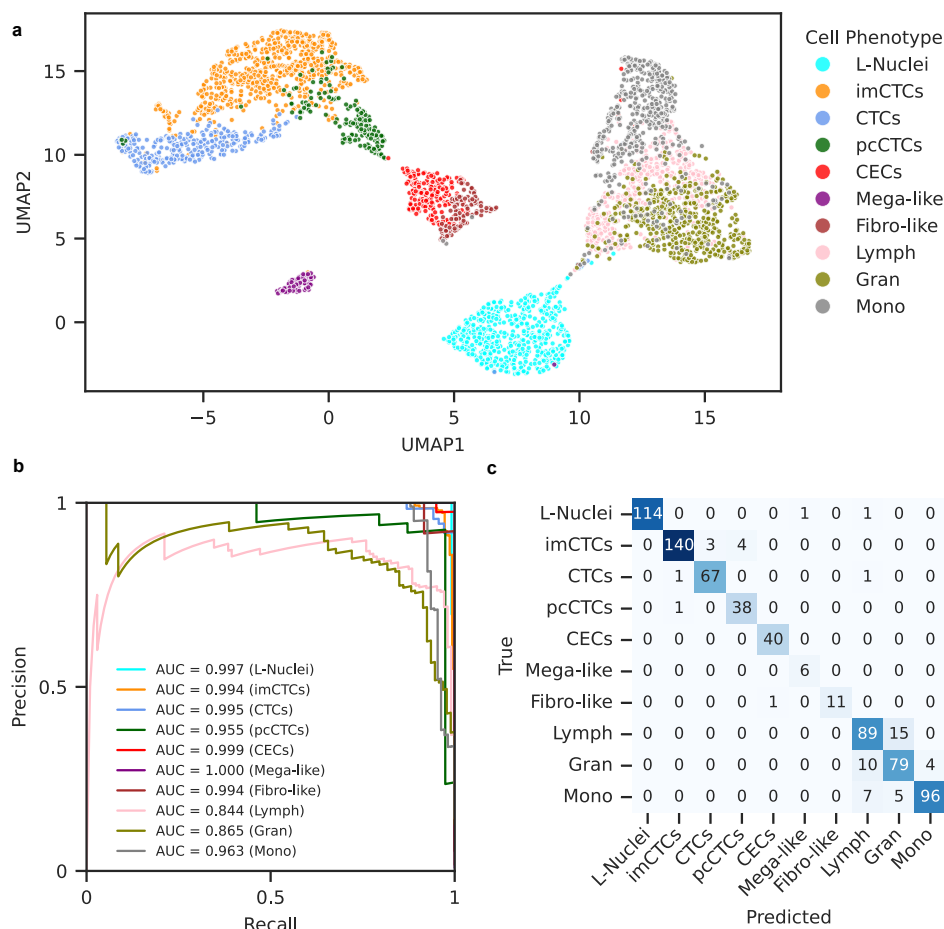 a
UMAP2
15
10
5
0
−5
0
5
10
15
UMAP1
Cell Phenotype
L-Nuclei
imCTCs
CTCs
pcCTCs
CECs
Mega-like
Fibro-like
Lymph
Gran
Mono
b
Precision
1
0.5
0
AUC = 0.997 (L-Nuclei)
AUC = 0.994 (imCTCs)
AUC = 0.995 (CTCs)
AUC = 0.955 (pcCTCs)
AUC = 0.999 (CECs)
AUC = 1.000 (Mega-like)
AUC = 0.994 (Fibro-like)
AUC = 0.844 (Lymph)
AUC = 0.865 (Gran)
AUC = 0.963 (Mono)
0
0.5
1
Recall
c
True
L-Nuclei 114 0 0 0 0 1 0 1 0 0
imCTCs 0 140 3 4 0 0 0 0 0 0
CTCs 0 1 67 0 0 0 0 1 0 0
pcCTCs 0 1 0 38 0 0 0 0 0 0
CECs 0 0 0 0 40 0 0 0 0 0
Mega-like 0 0 0 0 0 6 0 0 0 0
Fibro-like 0 0 0 0 1 0 11 0 0 0
Lymph 0 0 0 0 0 0 0 89 15 0
Gran 0 0 0 0 0 0 0 10 79 4
Mono 0 0 0 0 0 0 0 7 5 96
L-Nuclei
imCTCs
CTCs
pcCTCs
CECs
Mega-like
Fibro-like
Lymph
Gran
Mono
Predicted